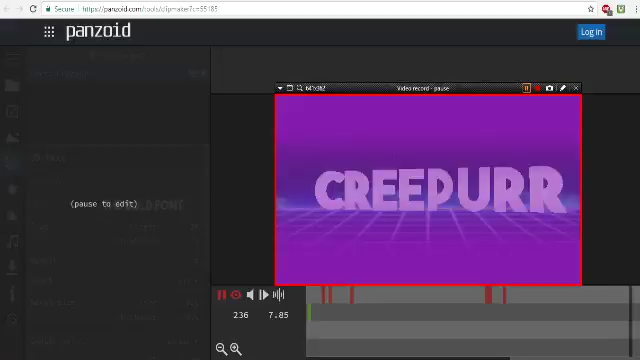 Secure https://panzoid.com/tools/clipmaker?c=55185
panzoid
Log in
641x362 Video record - pause
CREEPURR
(pause to edit)
236 7.85